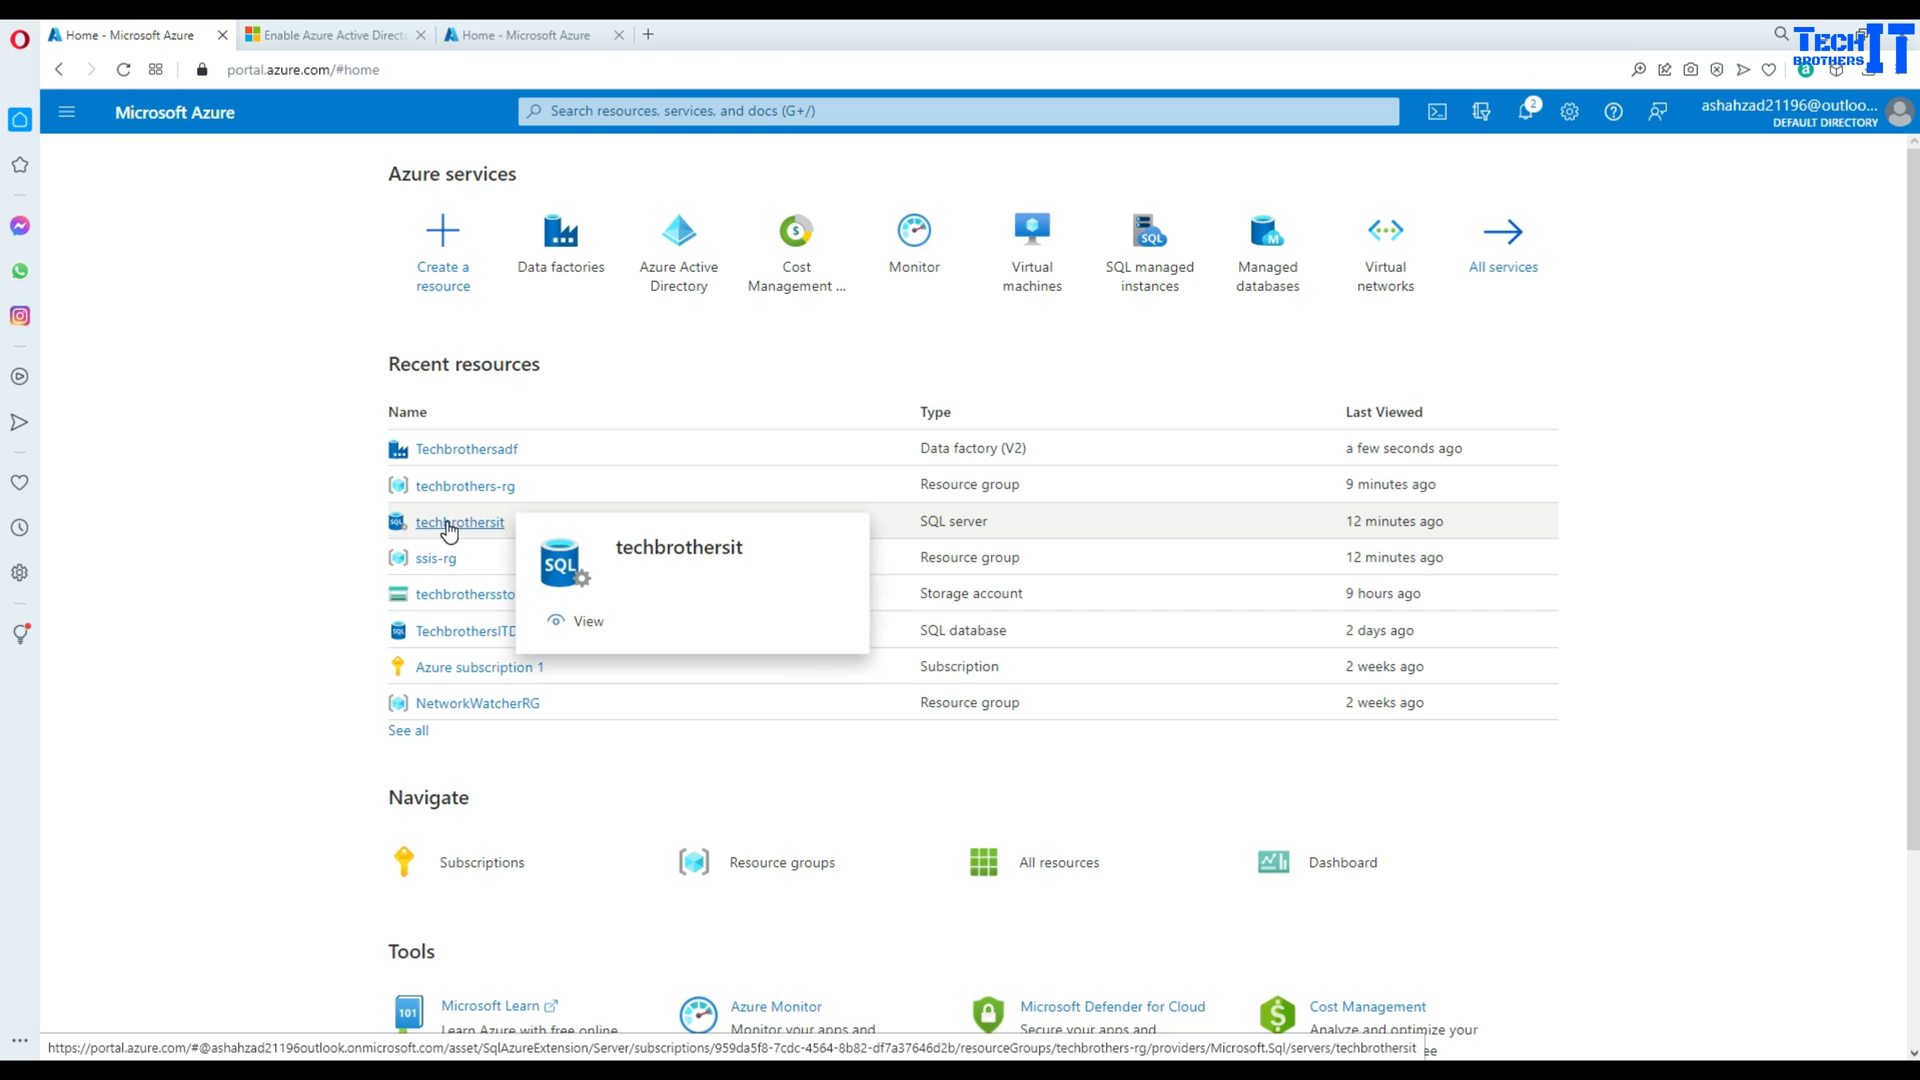 Home - Microsoft Azure
Enable Azure Active Direct
Home - Microsoft Azure
TECH IT
BROTHERS
portal.azure.com/#home
Microsoft Azure
Search resources, services, and docs (G+/)
2
ashahzad21196@outloo...
DEFAULT DIRECTORY
Azure services
Create a
resource
Data factories
Azure Active
Directory
Cost
Management ...
Monitor
Virtual
machines
SQL managed
instances
Managed
databases
Virtual
networks
All services
Recent resources
Name
Type
Last Viewed
Techbrothersadf
Data factory (V2)
a few seconds ago
techbrothers-rg
Resource group
9 minutes ago
techbrothersit
SQL server
12 minutes ago
techbrothersit
SQL
View
ssis-rg
Resource group
12 minutes ago
techbrierssto
Storage account
9 hours ago
TechbrothersITD
SQL database
2 days ago
Azure subscription 1
Subscription
2 weeks ago
NetworkWatcherRG
Resource group
2 weeks ago
See all
Navigate
Subscriptions
Resource groups
All resources
Dashboard
Tools
101
Microsoft Learn
Learn Azure with free online
Azure Monitor
Monitor your apps and
Microsoft Defender for Cloud
Secure your apps and
Cost Management
Analyze and optimize your
ee
https://portal.azure.com/#@ashahzad21196outlook.onmicrosoft.com/asset/SqlAzureExtension/Server/subscriptions/959da5f8-7cdc-4564-8b82-df7a37646d2b/resourceGroups/techbrothers-rg/providers/Microsoft.Sql/servers/techbrothersit